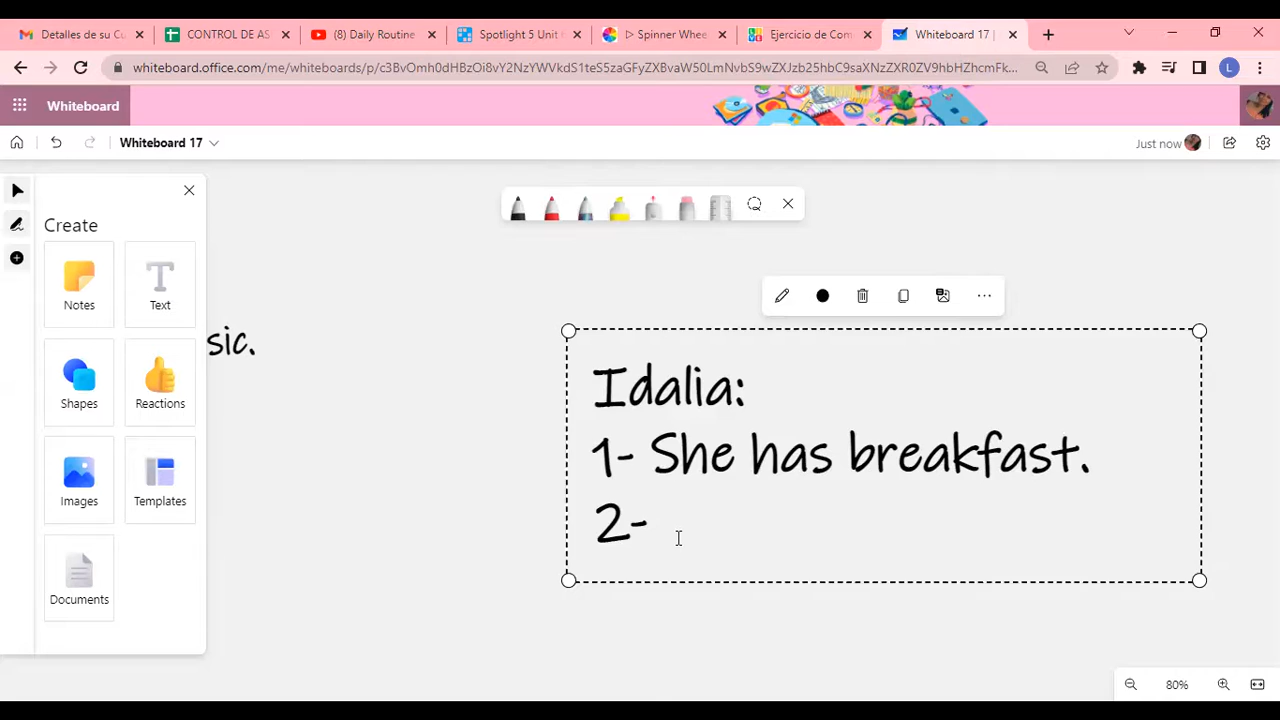 Detalles de su Cu
CONTROL DE AS
(8) Daily Routine
Spotlight 5 Unit
Spinner Whee
Ejercicio de Com
Whiteboard 17 |
whiteboard.office.com/me/whiteboards/p/c3BvOmh0dHBzOi8vY2NzYWVkdS1teS5zaGFyZXBvaW50LmNvbS9wZXJzb25hbC9saXNzZXR0ZV9hbHZhcmFk...
L
Whiteboard
Whiteboard 17
Just now
Create
Notes
Text
Shapes
Reactions
Images
Templates
Documents
sic.
Idalia:
1- She has breakfast.
2-
80%